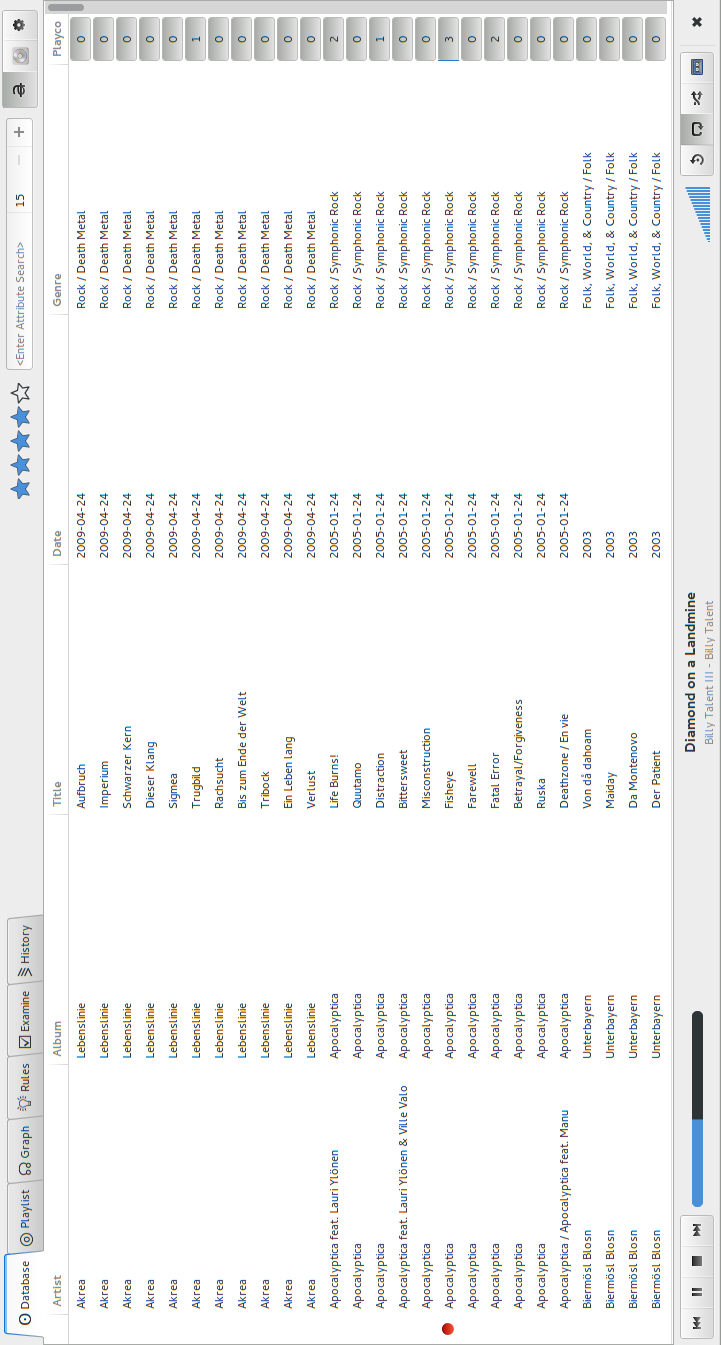 Database Playlist Graph Rules Examine History <Enter Attribute Search> 15 − + a
Artist Album Title Date Genre Playco
Akrea Lebenslinie Aufbruch 2009-04-24 Rock / Death Metal 0
Akrea Lebenslinie Imperium 2009-04-24 Rock / Death Metal 0
Akrea Lebenslinie Schwarzer Kern 2009-04-24 Rock / Death Metal 0
Akrea Lebenslinie Dieser Klang 2009-04-24 Rock / Death Metal 0
Akrea Lebenslinie Sigmea 2009-04-24 Rock / Death Metal 0
Akrea Lebenslinie Trugbild 2009-04-24 Rock / Death Metal 1
Akrea Lebenslinie Rachsucht 2009-04-24 Rock / Death Metal 0
Akrea Lebenslinie Bis zum Ende der Welt 2009-04-24 Rock / Death Metal 0
Akrea Lebenslinie Tribock 2009-04-24 Rock / Death Metal 0
Akrea Lebenslinie Ein Leben lang 2009-04-24 Rock / Death Metal 0
Akrea Lebenslinie Verlust 2009-04-24 Rock / Death Metal 0
Apocalyptica feat. Lauri Ylönen Apocalyptica Life Burns! 2005-01-24 Rock / Symphonic Rock 2
Apocalyptica Apocalyptica Quutamo 2005-01-24 Rock / Symphonic Rock 0
Apocalyptica Apocalyptica Distraction 2005-01-24 Rock / Symphonic Rock 1
Apocalyptica feat. Lauri Ylönen & Ville Valo Apocalyptica Bittersweet 2005-01-24 Rock / Symphonic Rock 0
Apocalyptica Apocalyptica Misconstruction 2005-01-24 Rock / Symphonic Rock 0
Apocalyptica Apocalyptica Fisheye 2005-01-24 Rock / Symphonic Rock 3
Apocalyptica Apocalyptica Farewell 2005-01-24 Rock / Symphonic Rock 0
Apocalyptica Apocalyptica Fatal Error 2005-01-24 Rock / Symphonic Rock 2
Apocalyptica Apocalyptica Betrayal/Forgiveness 2005-01-24 Rock / Symphonic Rock 0
Apocalyptica Apocalyptica Ruska 2005-01-24 Rock / Symphonic Rock 0
Apocalyptica / Apocalyptica feat. Manu Apocalyptica Deathzone / En vie 2005-01-24 Rock / Symphonic Rock 0
Biermösl Blosn Unterbayern Von då dahoam 2003 Folk, World, & Country / Folk 0
Biermösl Blosn Unterbayern Maiday 2003 Folk, World, & Country / Folk 0
Biermösl Blosn Unterbayern Da Montenovo 2003 Folk, World, & Country / Folk 0
Biermösl Blosn Unterbayern Der Patient 2003 Folk, World, & Country / Folk 0
Diamond on a Landmine
Billy Talent III - Billy Talent